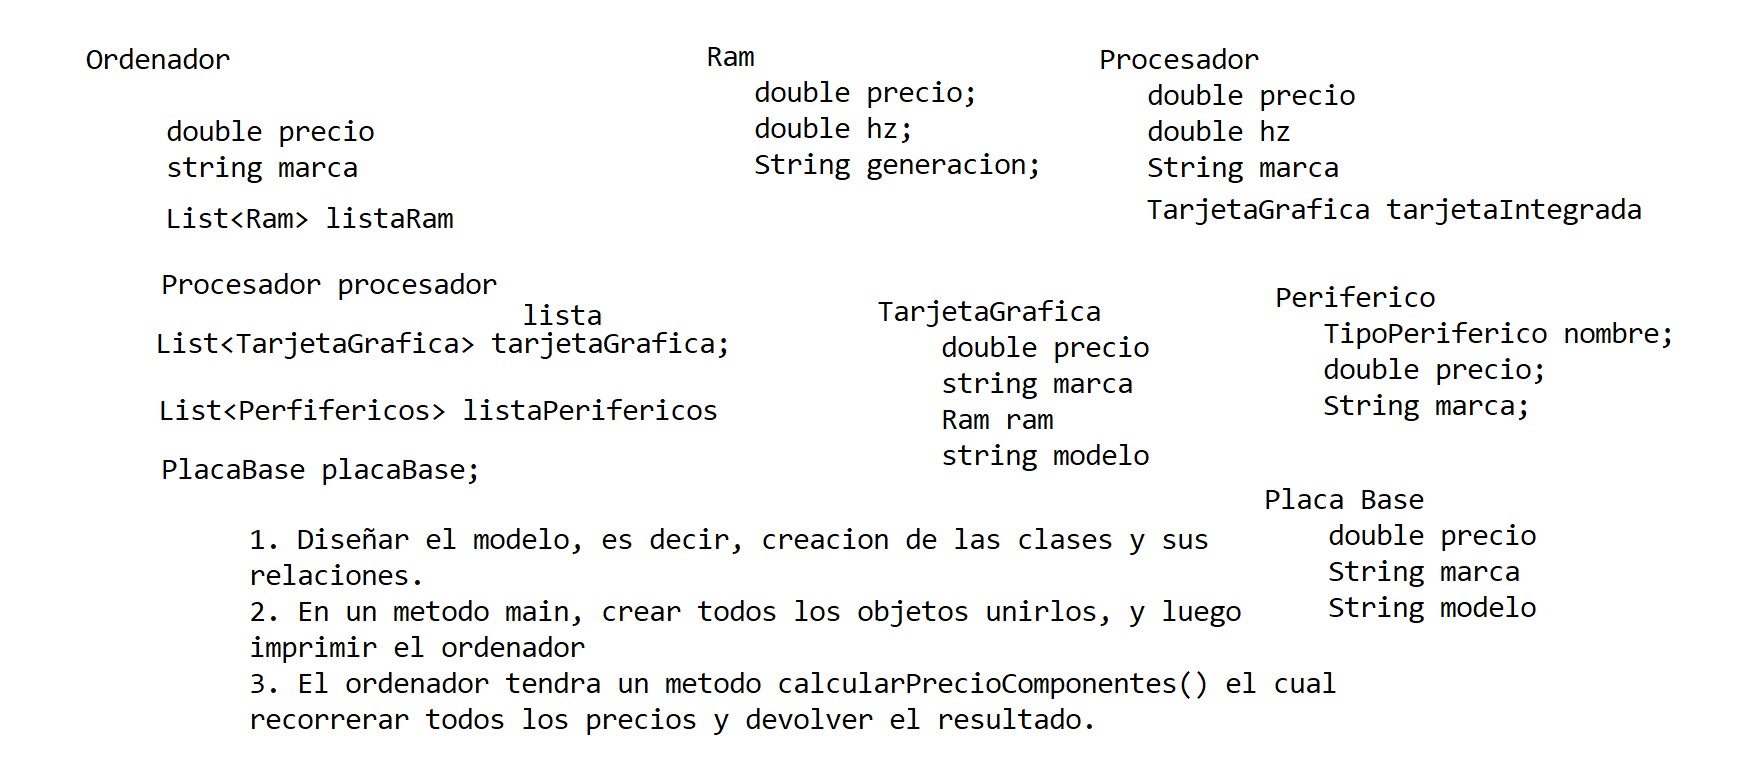 Ordenador
double precio
string marca
List<Ram> listaRam
Procesador procesador
lista
List<TarjetaGrafica> tarjetaGrafica;
List<Perfifericos> listaPerifericos
PlacaBase placaBase;
Ram
double precio;
double hz;
String generacion;
Procesador
double precio
double hz
String marca
TarjetaGrafica tarjetaIntegrada
TarjetaGrafica
double precio
string marca
Ram ram
string modelo
Periferico
TipoPeriferico nombre;
double precio;
String marca;
Placa Base
double precio
String marca
String modelo
1. Diseñar el modelo, es decir, creacion de las clases y sus
relaciones.
2. En un metodo main, crear todos los objetos unirlos, y luego
imprimir el ordenador
3. El ordenador tendra un metodo calcularPrecioComponentes() el cual
recorrerar todos los precios y devolver el resultado.